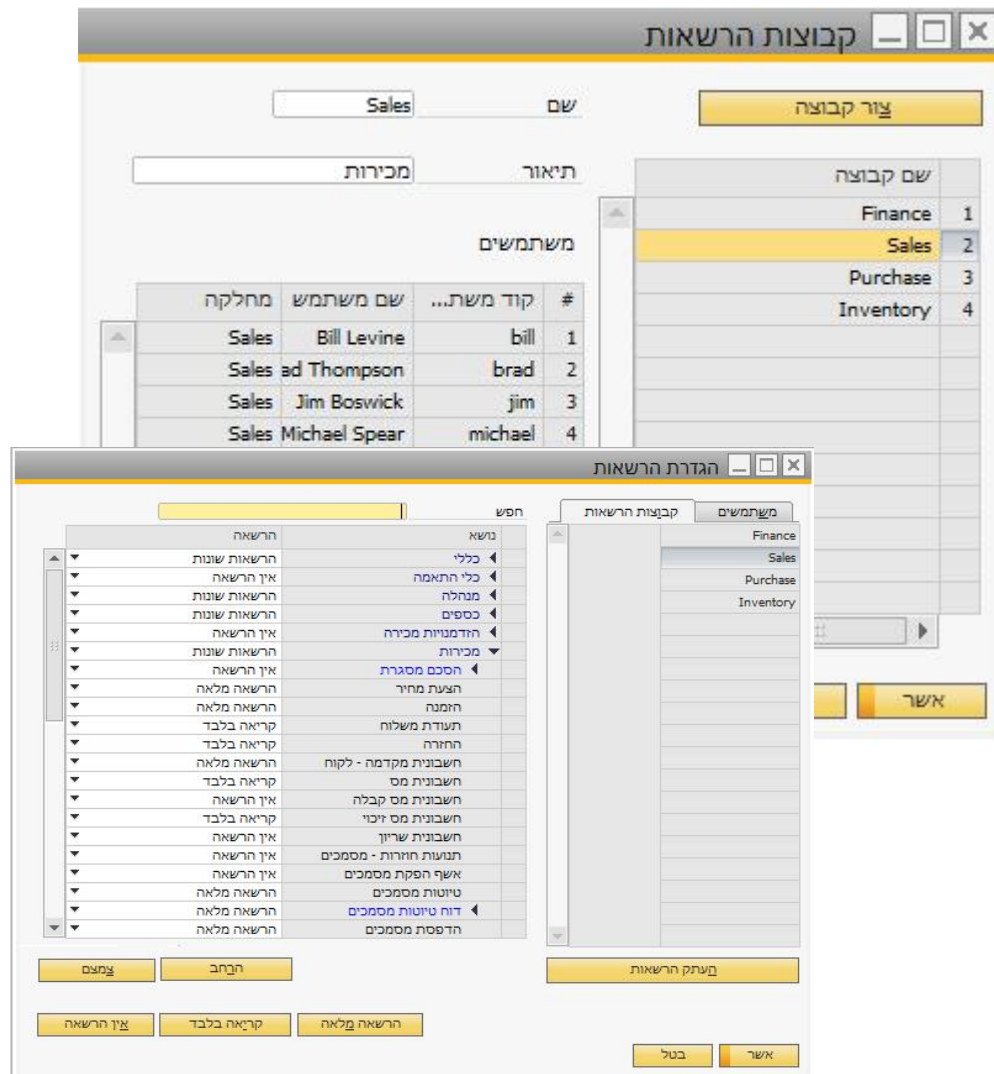 קבוצות הרשאות
צור קבוצה
שם קבוצה
1 Finance
2 Sales
3 Purchase
4 Inventory
שם Sales
תיאור מכירות
משתמשים
# קוד משת... שם משתמש מחלקה
1 bill Bill Levine Sales
2 brad ad Thompson Sales
3 jim Jim Boswick Sales
4 michael Michael Spear Sales
אשר
הגדרת הרשאות
משתמשים קבוצות הרשאות
Finance
Sales
Purchase
Inventory
העתק הרשאות
חפש
נושא הרשאה
כללי הרשאות שונות
כלי התאמה אין הרשאה
מנהלה הרשאות שונות
כספים הרשאות שונות
הזדמנויות מכירה אין הרשאה
מכירות הרשאות שונות
הסכם מסגרת אין הרשאה
הצעת מחיר הרשאה מלאה
הזמנה הרשאה מלאה
תעודת משלוח קריאה בלבד
החזרה קריאה בלבד
חשבונית מקדמה - לקוח הרשאה מלאה
חשבונית מס קריאה בלבד
חשבונית מס קבלה אין הרשאה
חשבונית מס זיכוי קריאה בלבד
חשבונית שריון אין הרשאה
תנועות חוזרות - מסמכים אין הרשאה
אשף הפקת מסמכים אין הרשאה
טיוטות מסמכים הרשאה מלאה
דוח טיוטות מסמכים הרשאה מלאה
הדפסת מסמכים הרשאה מלאה
הרחב צמצם
הרשאה מלאה קריאה בלבד אין הרשאה
אשר בטל